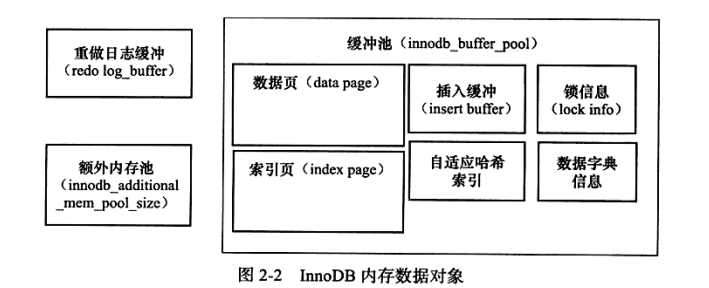 重做日志缓冲
（redo log_buffer）
额外内存池
（innodb_additional
_mem_pool_size）
缓冲池（innodb_buffer_pool）
数据页（data page）
插入缓冲
（insert buffer）
锁信息
（lock info）
索引页（index page）
自适应哈希
索引
数据字典
信息
图 2-2 InnoDB 内存数据对象